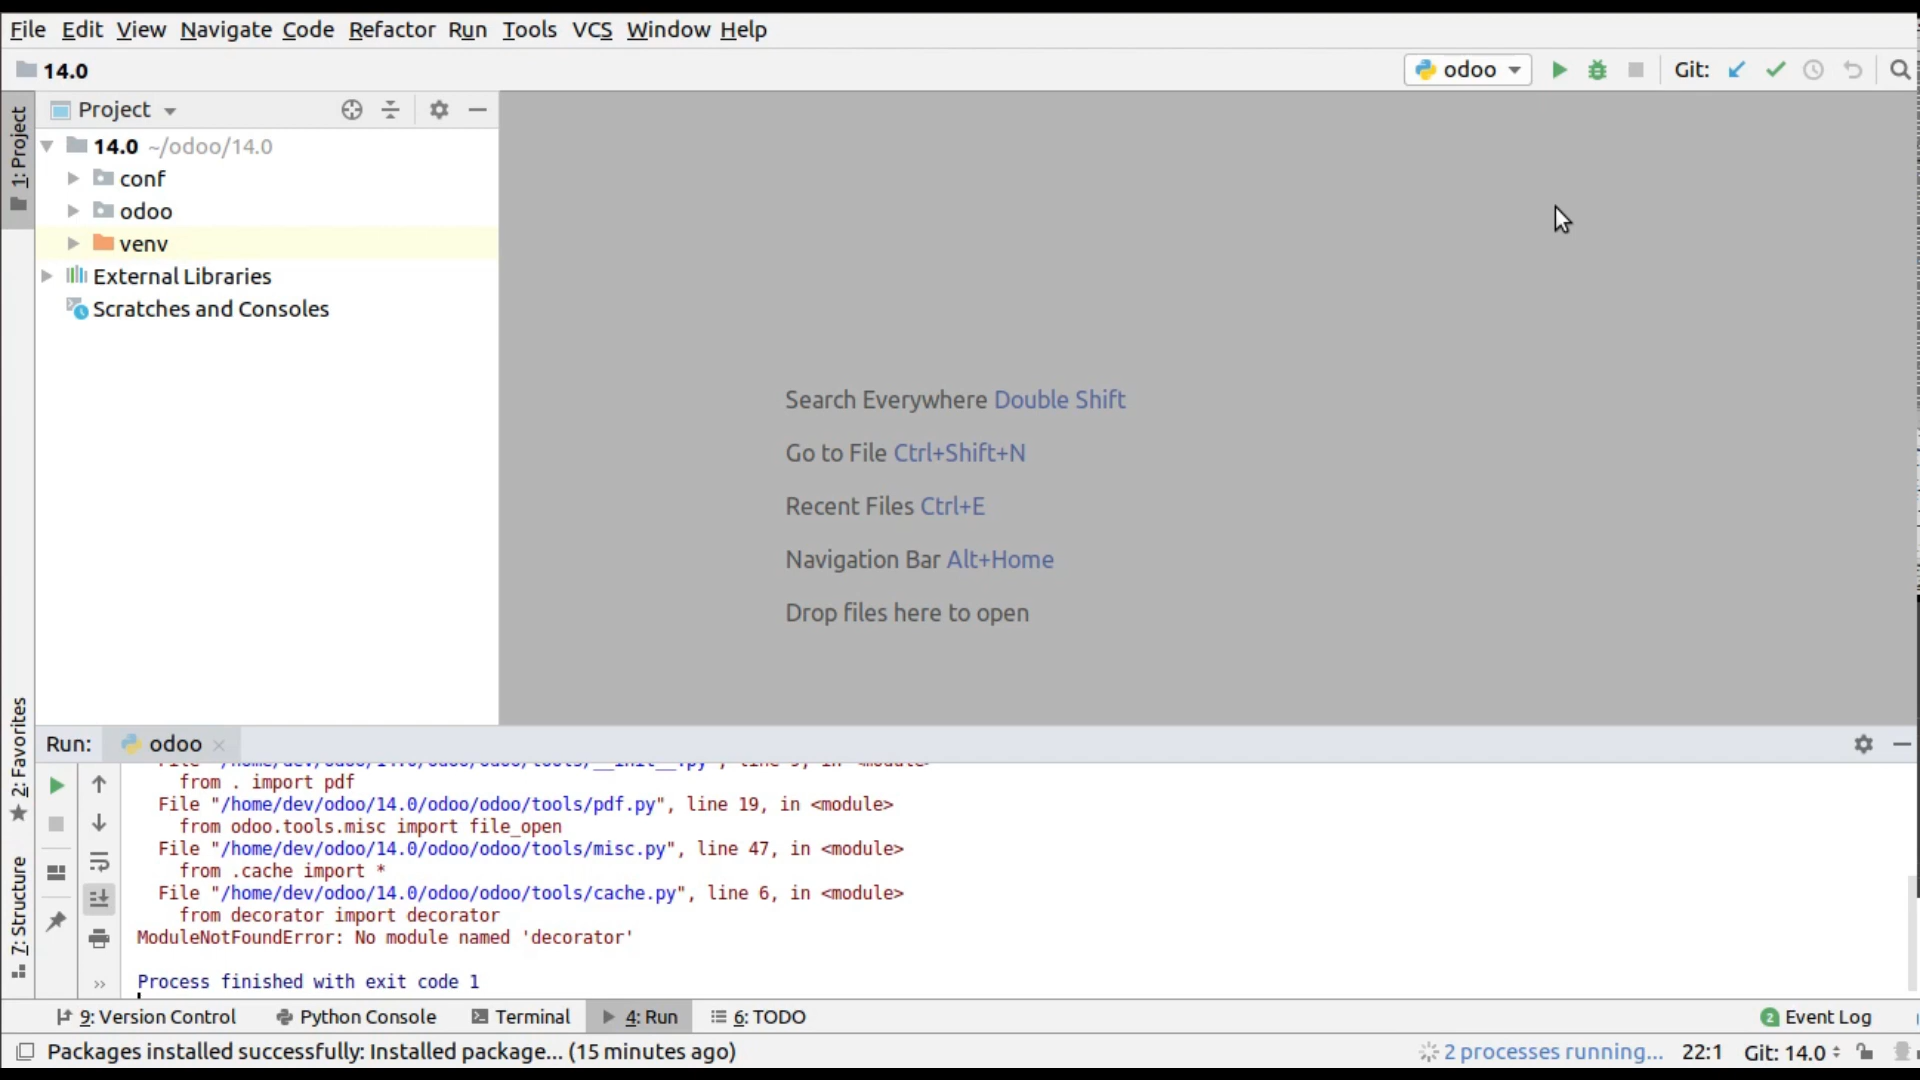 File Edit View Navigate Code Refactor Run Tools VCS Window Help
14.0 odoo Git:
1: Project
Project
14.0 ~/odoo/14.0
conf
odoo
venv
External Libraries
Scratches and Consoles
Search Everywhere Double Shift
Go to File Ctrl+Shift+N
Recent Files Ctrl+E
Navigation Bar Alt+Home
Drop files here to open
2: Favorites
7: Structure
Run: odoo
from . import pdf
File "/home/dev/odoo/14.0/odoo/odoo/tools/pdf.py", line 19, in <module>
from odoo.tools.misc import file_open
File "/home/dev/odoo/14.0/odoo/odoo/tools/misc.py", line 47, in <module>
from .cache import *
File "/home/dev/odoo/14.0/odoo/odoo/tools/cache.py", line 6, in <module>
from decorator import decorator
ModuleNotFoundError: No module named 'decorator'
Process finished with exit code 1
9: Version Control Python Console Terminal 4: Run 6: TODO 2 Event Log
Packages installed successfully: Installed package... (15 minutes ago) 2 processes running... 22:1 Git: 14.0